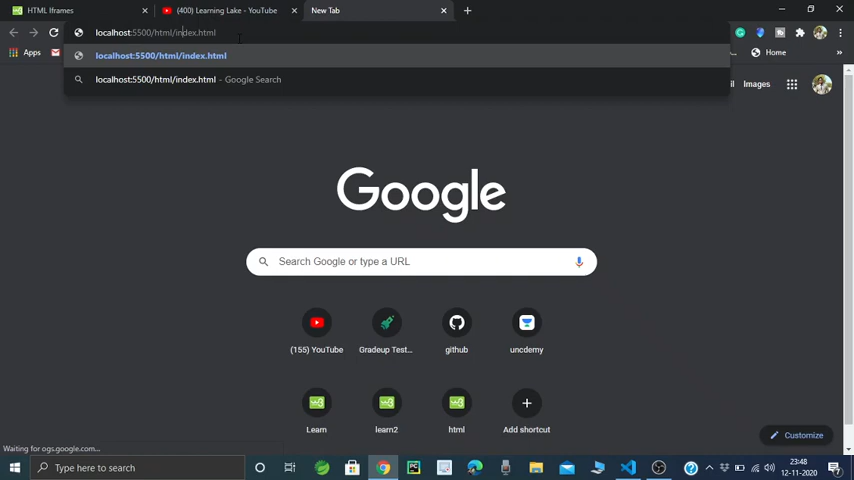 HTML Iframes
(400) Learning Lake - YouTube
New Tab
localhost:5500/html/index.html
Apps
localhost:5500/html/index.html
Home
localhost:5500/html/index.html - Google Search
il Images
Google
Search Google or type a URL
(155) YouTube
Gradeup Test...
github
uncdemy
Learn
learn2
html
Add shortcut
Customize
Waiting for ogs.google.com...
Type here to search
23:48
12-11-2020